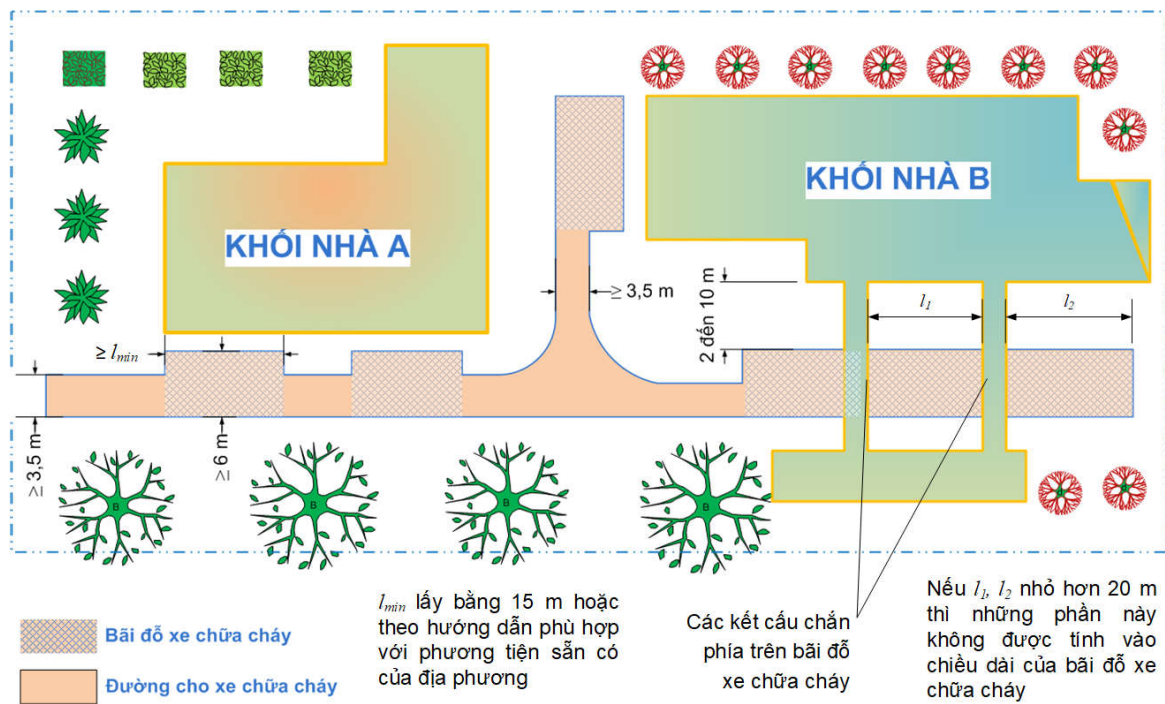 KHỐI NHÀ A
KHỐI NHÀ B
≥ 3,5 m
2 đến 10 m
l1
l2
≥ lmin
≥ 3,5 m
≥ 6 m
B
B
B
B
lmin lấy bằng 15 m hoặc
theo hướng dẫn phù hợp
với phương tiện sẵn có
của địa phương
Các kết cấu chắn
phía trên bãi đỗ
xe chữa cháy
Nếu l1, l2 nhỏ hơn 20 m
thì những phần này
không được tính vào
chiều dài của bãi đỗ xe
chữa cháy
Bãi đỗ xe chữa cháy
Đường cho xe chữa cháy